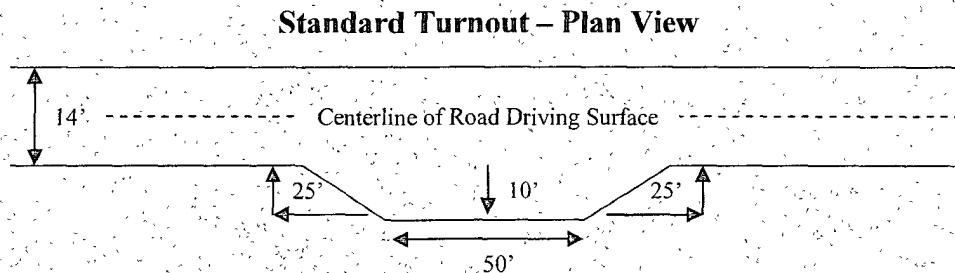 Standard Turnout – Plan View
14' Centerline of Road Driving Surface
25' 10' 25'
50'